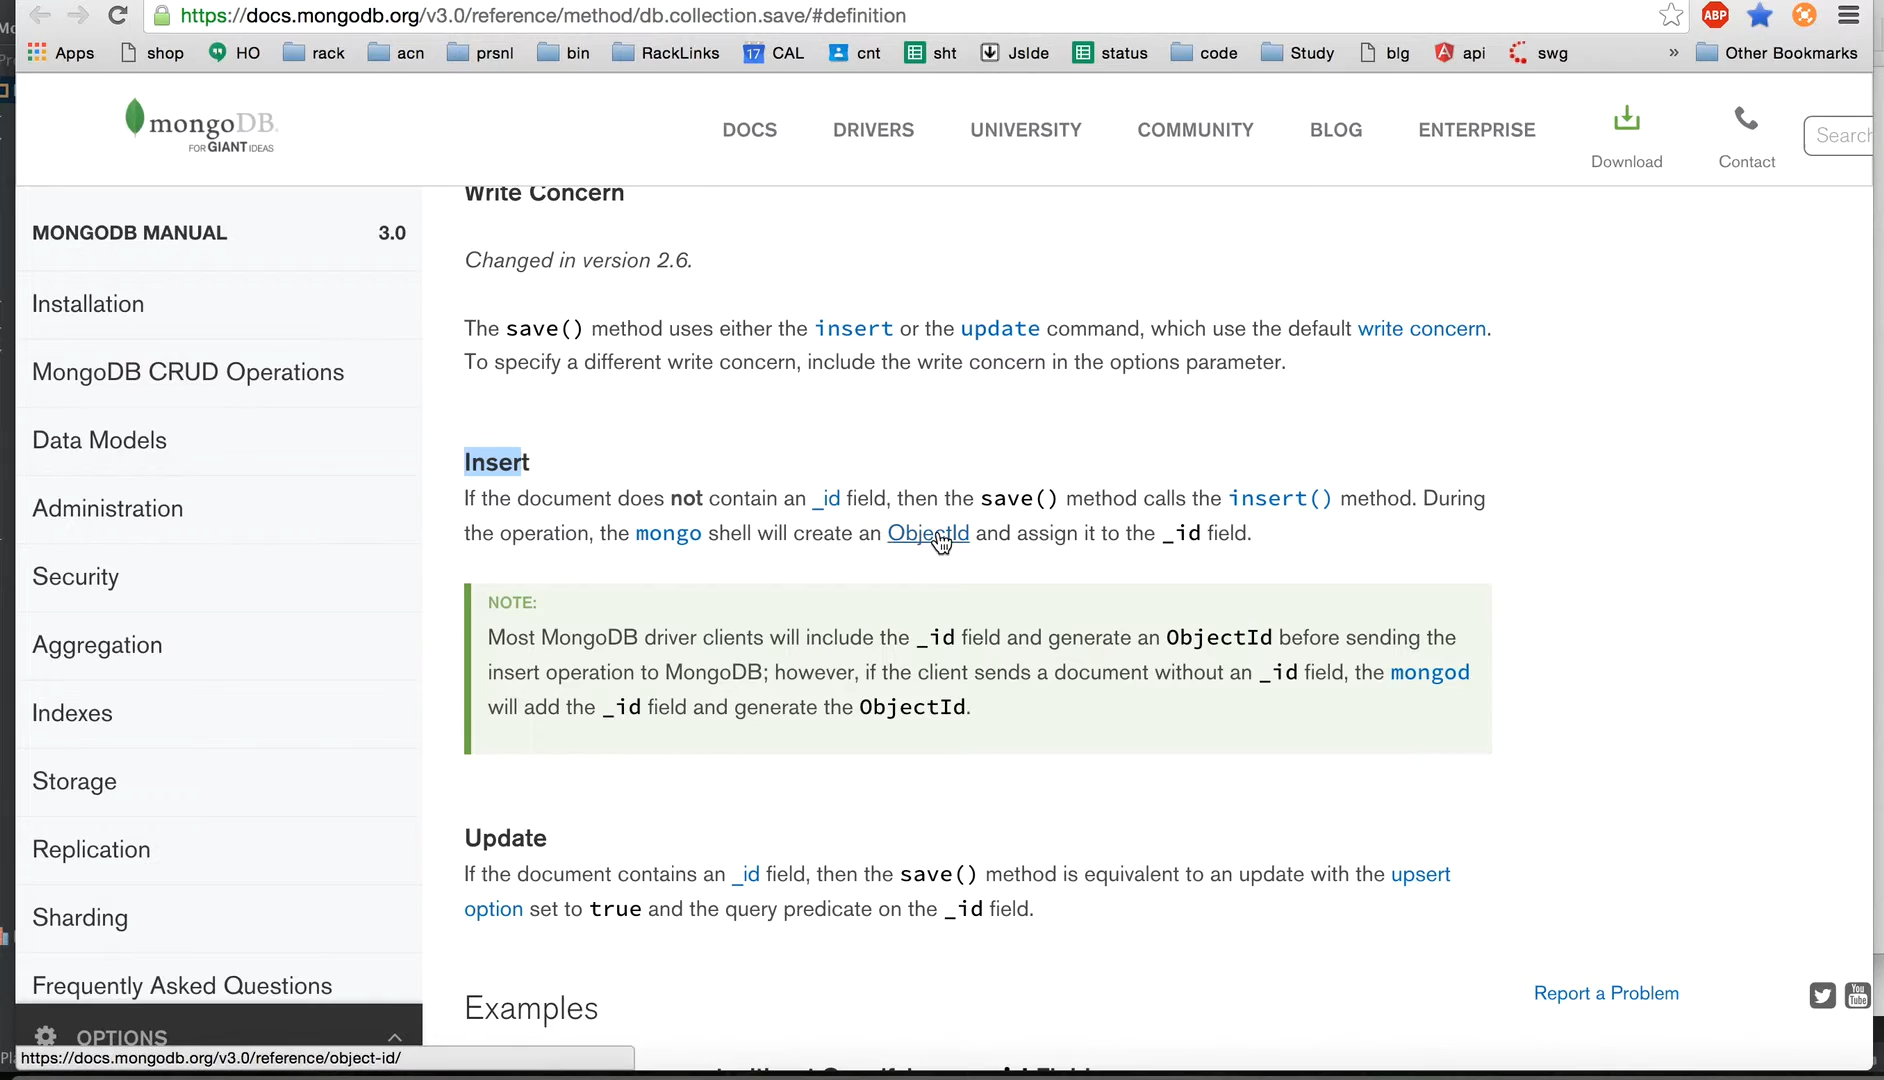 https://docs.mongodb.org/v3.0/reference/method/db.collection.save/#definition
ABP
Apps shop HO rack acn prsnl bin RackLinks 17 CAL cnt sht JsIde status code Study blg api swg » Other Bookmarks
mongoDB.
FOR GIANT IDEAS
DOCS DRIVERS UNIVERSITY COMMUNITY BLOG ENTERPRISE
Download Contact
Search
MONGODB MANUAL 3.0
Installation
MongoDB CRUD Operations
Data Models
Administration
Security
Aggregation
Indexes
Storage
Replication
Sharding
Frequently Asked Questions
OPTIONS
https://docs.mongodb.org/v3.0/reference/object-id/
Write Concern
Changed in version 2.6.
The save() method uses either the insert or the update command, which use the default write concern.
To specify a different write concern, include the write concern in the options parameter.
Insert
If the document does not contain an _id field, then the save() method calls the insert() method. During
the operation, the mongo shell will create an ObjectId and assign it to the _id field.
NOTE:
Most MongoDB driver clients will include the _id field and generate an ObjectId before sending the
insert operation to MongoDB; however, if the client sends a document without an _id field, the mongod
will add the _id field and generate the ObjectId.
Update
If the document contains an _id field, then the save() method is equivalent to an update with the upsert
option set to true and the query predicate on the _id field.
Examples
Report a Problem
You
Tube